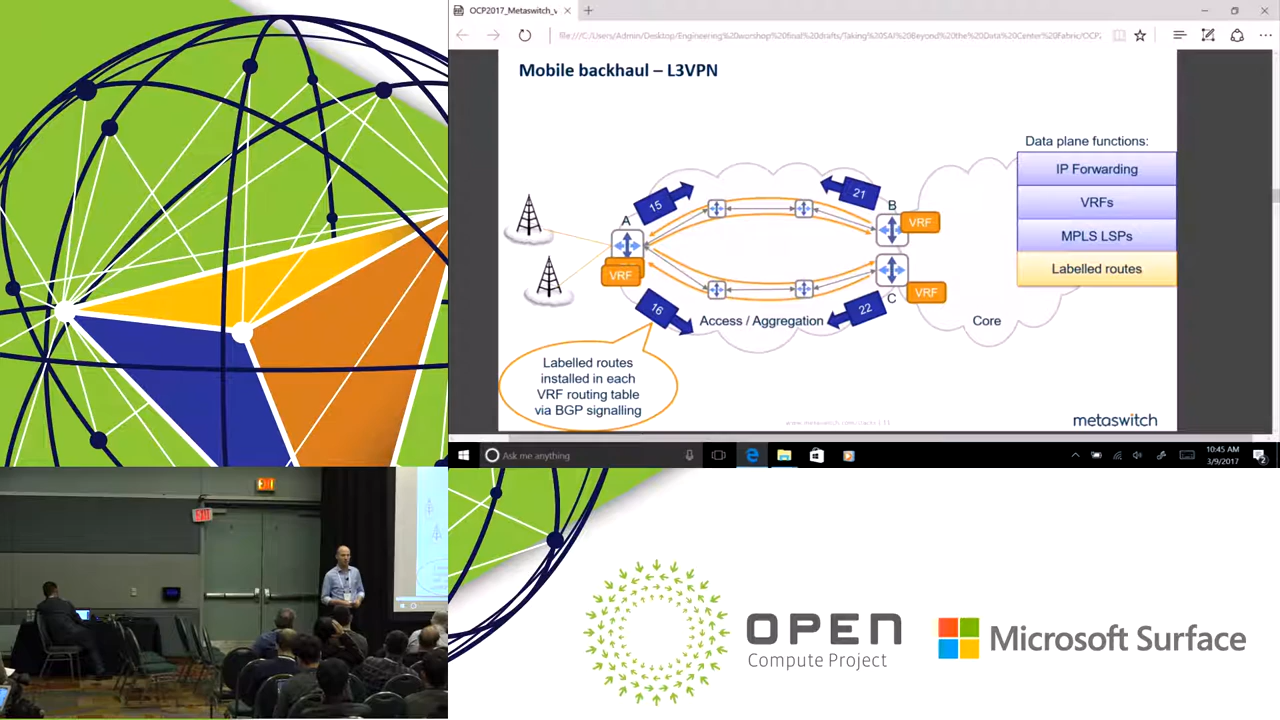 OCP2017_Metaswitch_v
Mobile backhaul – L3VPN
Data plane functions:
IP Forwarding
VRFs
MPLS LSPs
Labelled routes
15
21
A
B
VRF
VRF
C
VRF
16
22
Access / Aggregation
Core
Labelled routes
installed in each
VRF routing table
via BGP signalling
metaswitch
Ask me anything
10:45 AM
3/9/2017
2
OPEN
Compute Project
Microsoft Surface